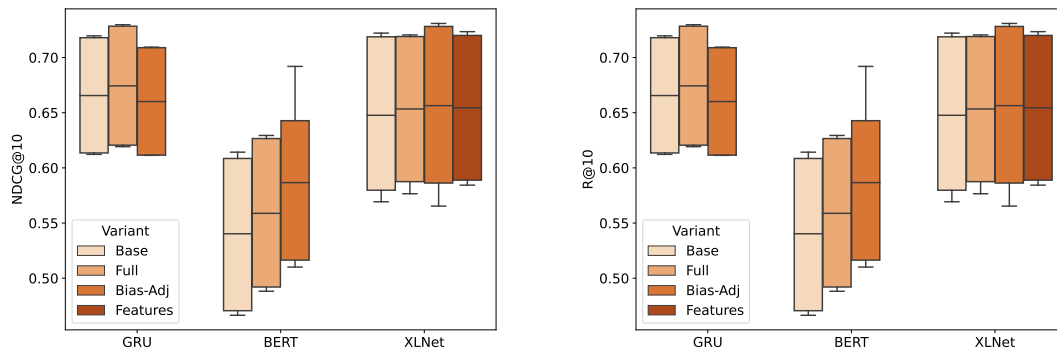 NDCG@10
0.70
0.65
0.60
0.55
0.50
Variant
Base
Full
Bias-Adj
Features
GRU BERT XLNet
R@10
0.70
0.65
0.60
0.55
0.50
Variant
Base
Full
Bias-Adj
Features
GRU BERT XLNet